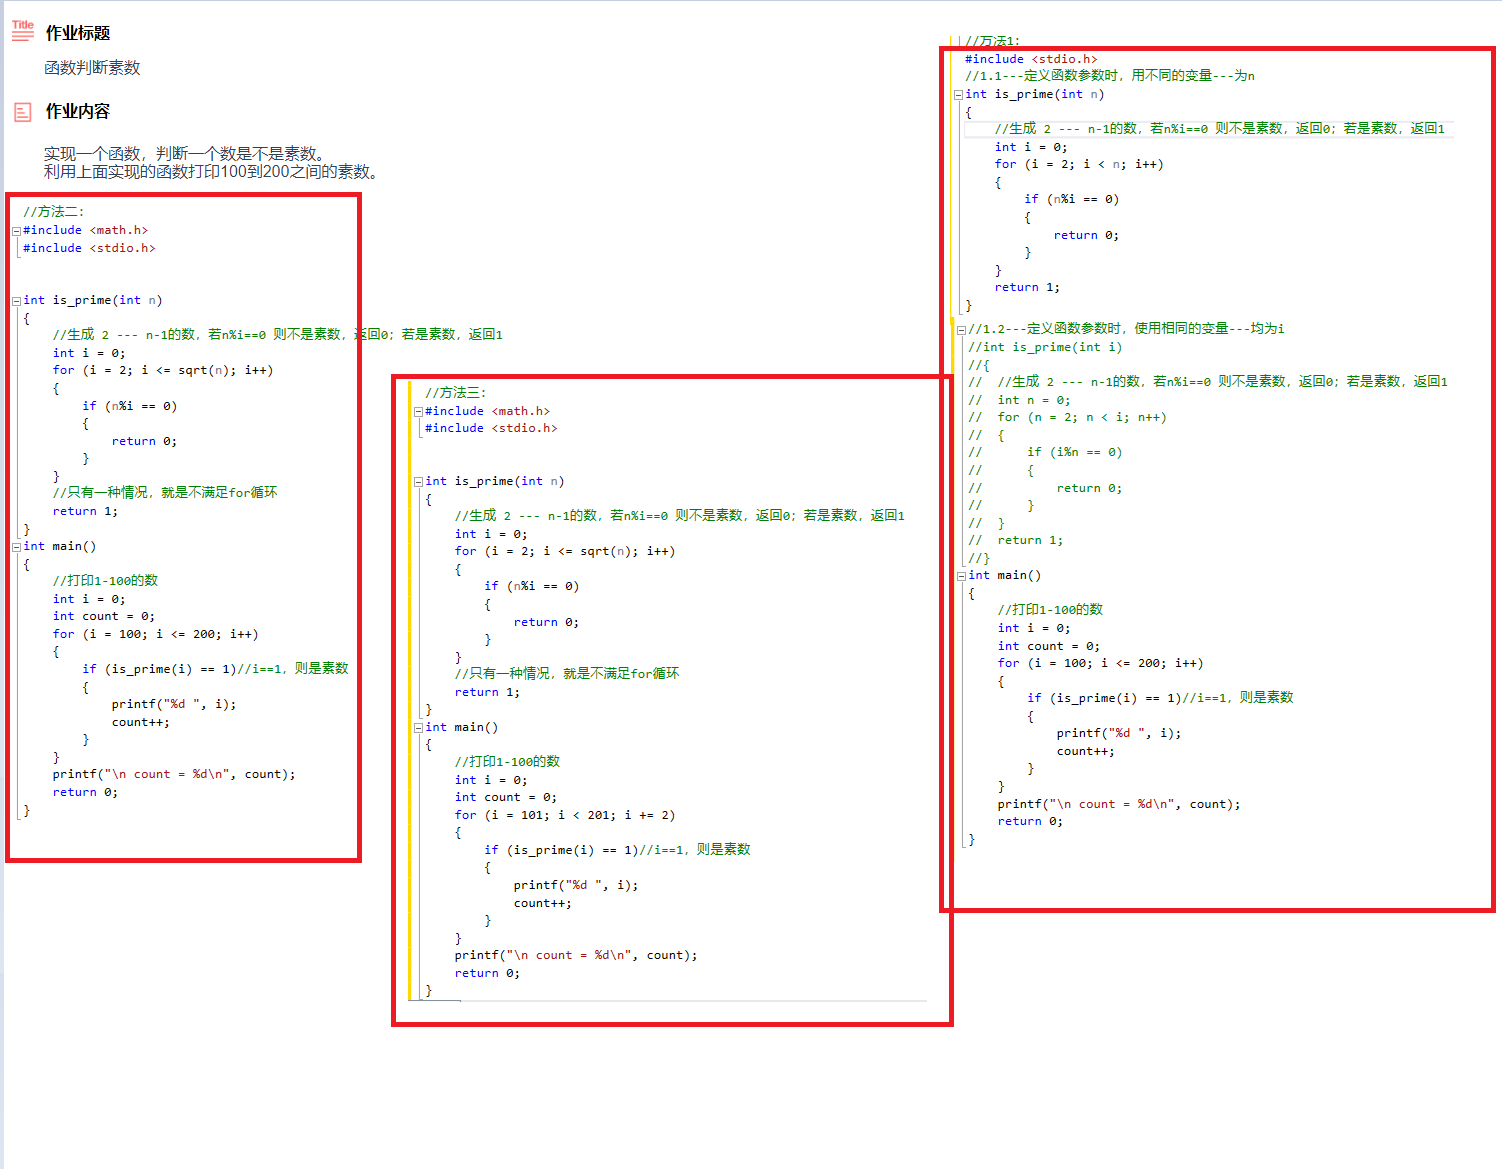 Title
作业标题
函数判断素数
作业内容
实现一个函数，判断一个数是不是素数。
利用上面实现的函数打印100到200之间的素数。
//方法二：
#include <math.h>
#include <stdio.h>
int is_prime(int n)
{
//生成 2 --- n-1的数，若n%i==0 则不是素数，返回0；若是素数，返回1
int i = 0;
for (i = 2; i <= sqrt(n); i++)
{
if (n%i == 0)
{
return 0;
}
}
//只有一种情况，就是不满足for循环
return 1;
}
int main()
{
//打印1-100的数
int i = 0;
int count = 0;
for (i = 100; i <= 200; i++)
{
if (is_prime(i) == 1)//i==1，则是素数
{
printf("%d ", i);
count++;
}
}
printf("\n count = %d\n", count);
return 0;
}
//方法三：
#include <math.h>
#include <stdio.h>
int is_prime(int n)
{
//生成 2 --- n-1的数，若n%i==0 则不是素数，返回0；若是素数，返回1
int i = 0;
for (i = 2; i <= sqrt(n); i++)
{
if (n%i == 0)
{
return 0;
}
}
//只有一种情况，就是不满足for循环
return 1;
}
int main()
{
//打印1-100的数
int i = 0;
int count = 0;
for (i = 101; i < 201; i += 2)
{
if (is_prime(i) == 1)//i==1，则是素数
{
printf("%d ", i);
count++;
}
}
printf("\n count = %d\n", count);
return 0;
}
//方法1：
#include <stdio.h>
//1.1---定义函数参数时，用不同的变量---为n
int is_prime(int n)
{
//生成 2 --- n-1的数，若n%i==0 则不是素数，返回0；若是素数，返回1
int i = 0;
for (i = 2; i < n; i++)
{
if (n%i == 0)
{
return 0;
}
}
return 1;
}
//1.2---定义函数参数时，使用相同的变量---均为i
//int is_prime(int i)
//{
// //生成 2 --- n-1的数，若n%i==0 则不是素数，返回0；若是素数，返回1
// int n = 0;
// for (n = 2; n < i; n++)
// {
// if (i%n == 0)
// {
// return 0;
// }
// }
// return 1;
//}
int main()
{
//打印1-100的数
int i = 0;
int count = 0;
for (i = 100; i <= 200; i++)
{
if (is_prime(i) == 1)//i==1，则是素数
{
printf("%d ", i);
count++;
}
}
printf("\n count = %d\n", count);
return 0;
}